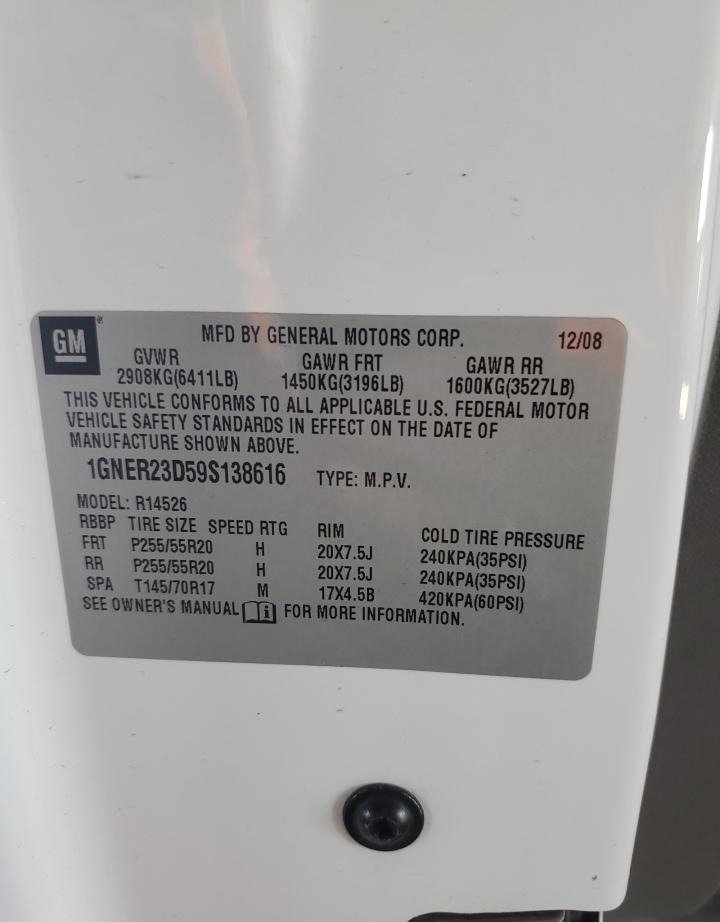 GM®
MFD BY GENERAL MOTORS CORP. 12/08
GVWR GAWR FRT GAWR RR
2908KG(6411LB) 1450KG(3196LB) 1600KG(3527LB)
THIS VEHICLE CONFORMS TO ALL APPLICABLE U.S. FEDERAL MOTOR
VEHICLE SAFETY STANDARDS IN EFFECT ON THE DATE OF
MANUFACTURE SHOWN ABOVE.
1GNER23D59S138616 TYPE: M.P.V.
MODEL: R14526
RBBP TIRE SIZE SPEED RTG RIM COLD TIRE PRESSURE
FRT P255/55R20 H 20X7.5J 240KPA(35PSI)
RR P255/55R20 H 20X7.5J 240KPA(35PSI)
SPA T145/70R17 M 17X4.5B 420KPA(60PSI)
SEE OWNER'S MANUAL i FOR MORE INFORMATION.